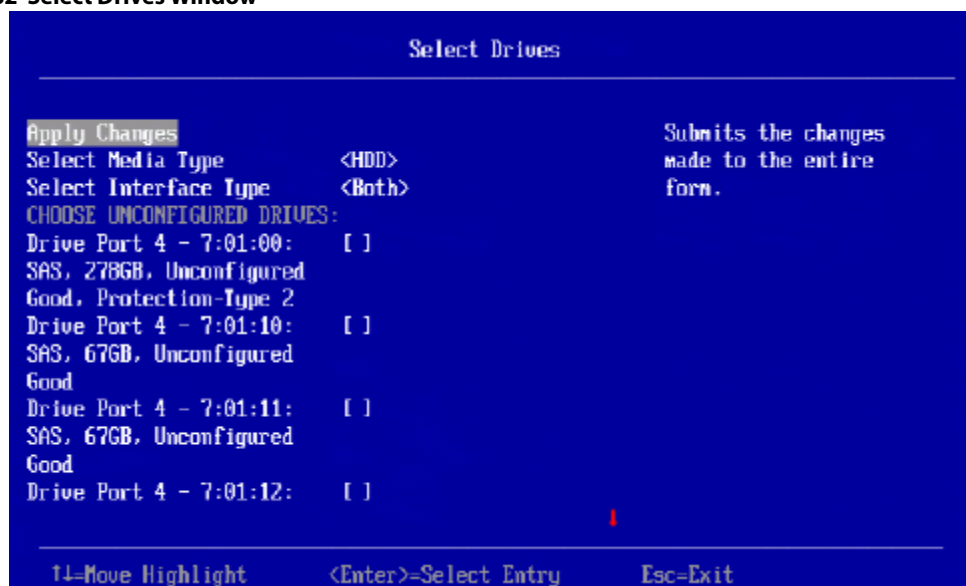 Select Drives window
Select Drives
Apply Changes
Submits the changes
Select Media Type <HDD>
made to the entire
Select Interface Type <Both>
form.
CHOOSE UNCONFIGURED DRIVES:
Drive Port 4 - 7:01:00: [ ]
SAS, 278GB, Unconfigured
Good, Protection-Type 2
Drive Port 4 - 7:01:10: [ ]
SAS, 67GB, Unconfigured
Good
Drive Port 4 - 7:01:11: [ ]
SAS, 67GB, Unconfigured
Good
Drive Port 4 - 7:01:12: [ ]
↓
↑↓=Move Highlight <Enter>=Select Entry Esc=Exit